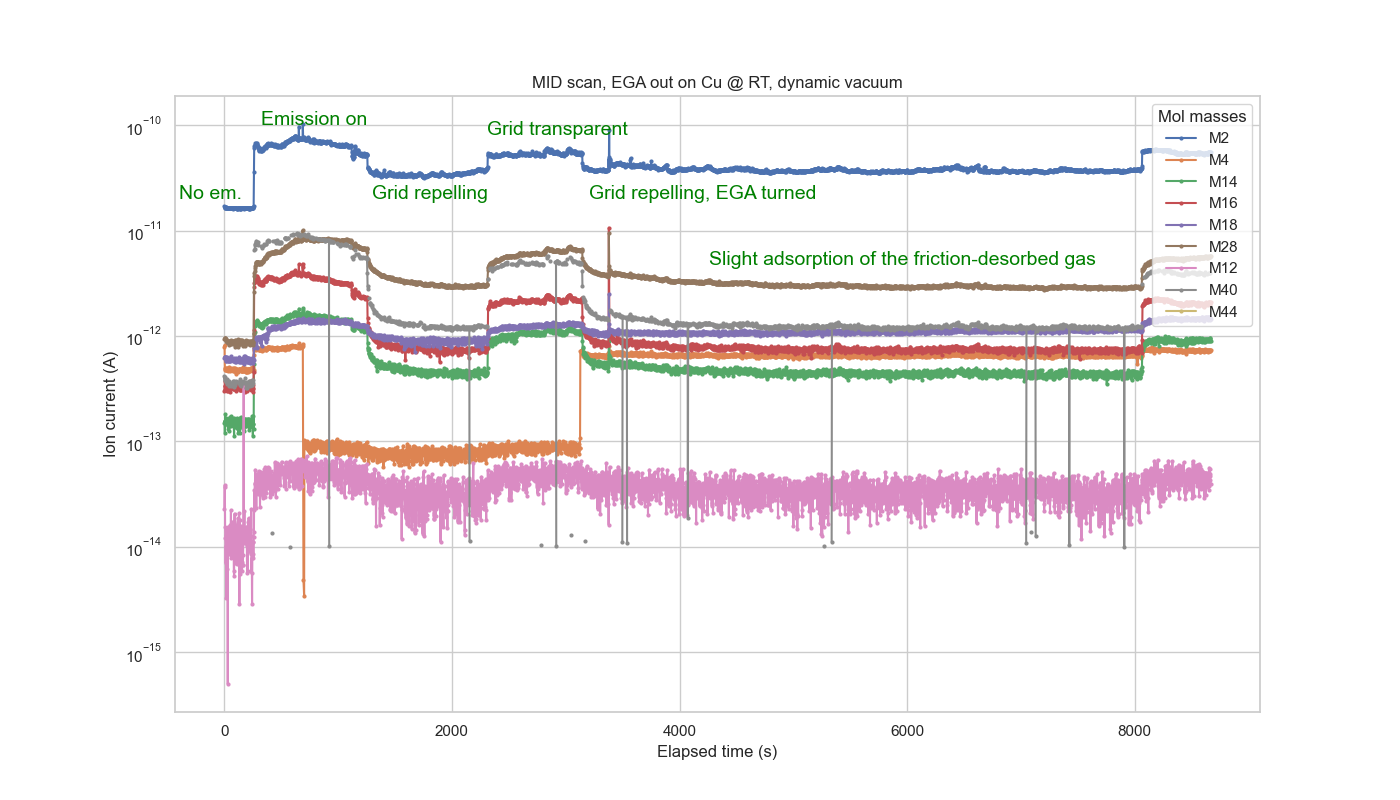 MID scan, EGA out on Cu @ RT, dynamic vacuum
Ion current (A)
10⁻¹⁰
10⁻¹¹
10⁻¹²
10⁻¹³
10⁻¹⁴
10⁻¹⁵
Emission on
Grid transparent
No em.
Grid repelling
Grid repelling, EGA turned
Slight adsorption of the friction-desorbed gas
Mol masses
M2
M4
M14
M16
M18
M28
M12
M40
M44
0
2000
4000
6000
8000
Elapsed time (s)